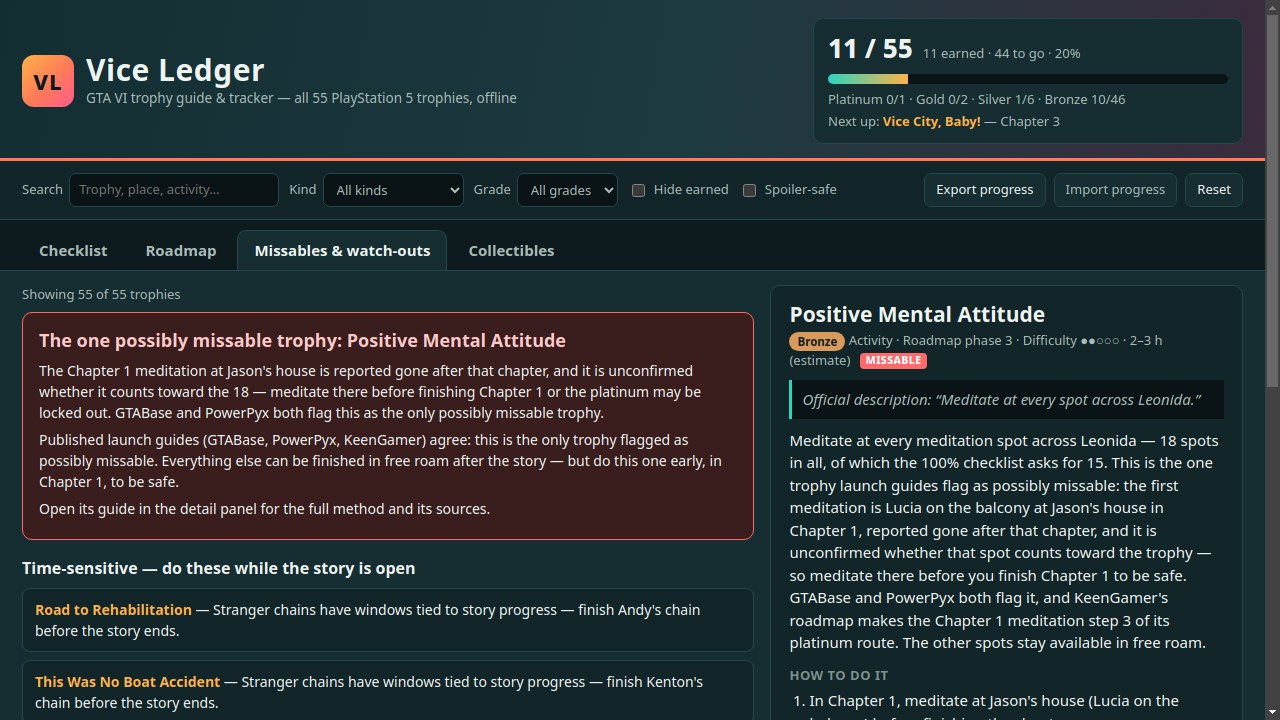 VL
Vice Ledger
GTA VI trophy guide & tracker — all 55 PlayStation 5 trophies, offline
11 / 55 11 earned · 44 to go · 20%
Platinum 0/1 · Gold 0/2 · Silver 1/6 · Bronze 10/46
Next up: Vice City, Baby! — Chapter 3
Search Trophy, place, activity... Kind All kinds Grade All grades Hide earned Spoiler-safe Export progress Import progress Reset
Checklist Roadmap Missables & watch-outs Collectibles
Showing 55 of 55 trophies
The one possibly missable trophy: Positive Mental Attitude
The Chapter 1 meditation at Jason's house is reported gone after that chapter, and it is unconfirmed
whether it counts toward the 18 — meditate there before finishing Chapter 1 or the platinum may be
locked out. GTABase and PowerPyx both flag this as the only possibly missable trophy.
Published launch guides (GTABase, PowerPyx, KeenGamer) agree: this is the only trophy flagged as
possibly missable. Everything else can be finished in free roam after the story — but do this one early, in
Chapter 1, to be safe.
Open its guide in the detail panel for the full method and its sources.
Time-sensitive — do these while the story is open
Road to Rehabilitation — Stranger chains have windows tied to story progress — finish Andy's chain
before the story ends.
This Was No Boat Accident — Stranger chains have windows tied to story progress — finish Kenton's
chain before the story ends.
Positive Mental Attitude
Bronze Activity · Roadmap phase 3 · Difficulty ●●○○○ · 2–3 h
(estimate) MISSABLE
Official description: “Meditate at every spot across Leonida.”
Meditate at every meditation spot across Leonida — 18 spots
in all, of which the 100% checklist asks for 15. This is the one
trophy launch guides flag as possibly missable: the first
meditation is Lucia on the balcony at Jason's house in
Chapter 1, reported gone after that chapter, and it is
unconfirmed whether that spot counts toward the trophy —
so meditate there before you finish Chapter 1 to be safe.
GTABase and PowerPyx both flag it, and KeenGamer's
roadmap makes the Chapter 1 meditation step 3 of its
platinum route. The other spots stay available in free roam.
HOW TO DO IT
1. In Chapter 1, meditate at Jason's house (Lucia on the